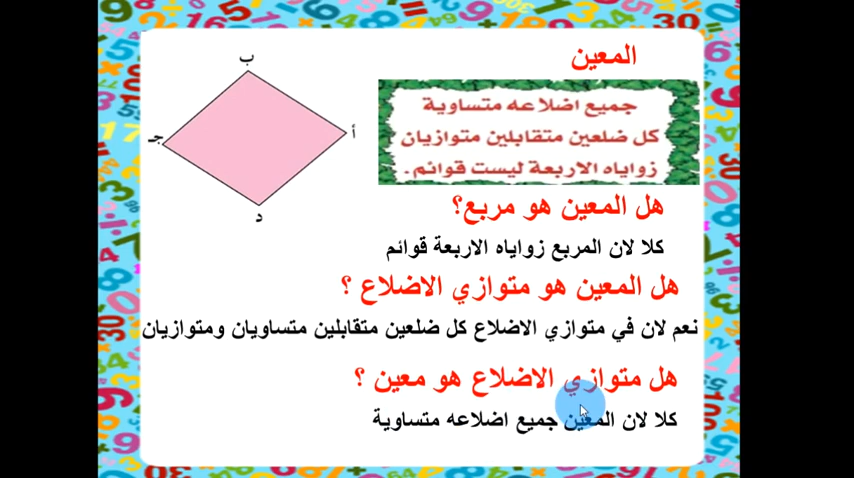 المعين
جميع اضلاعه متساوية
كل ضلعين متقابلين متوازيان
زواياه الاربعة ليست قوائم.
ب
أ
جـ
د
هل المعين هو مربع؟
كلا لان المربع زواياه الاربعة قوائم
هل المعين هو متوازي الاضلاع ؟
نعم لان في متوازي الاضلاع كل ضلعين متقابلين متساويان ومتوازيان
هل متوازي الاضلاع هو معين ؟
كلا لان المعين جميع اضلاعه متساوية